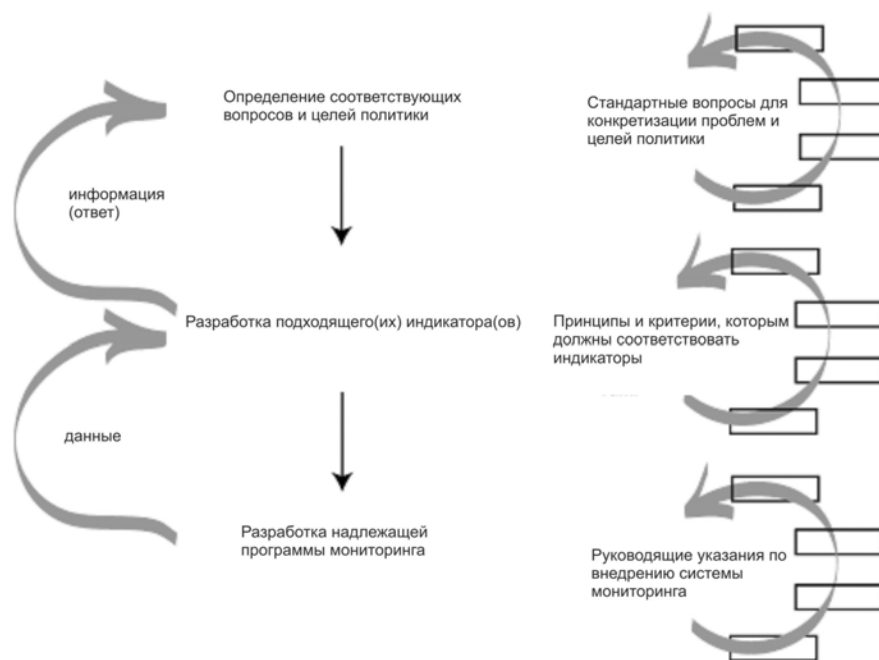 Определение соответствующих
вопросов и целей политики
Стандартные вопросы для
конкретизации проблем и
целей политики
информация
(ответ)
Разработка подходящего(их) индикатора(ов)
Принципы и критерии, которым
должны соответствовать
индикаторы
данные
Разработка надлежащей
программы мониторинга
Руководящие указания по
внедрению системы
мониторинга